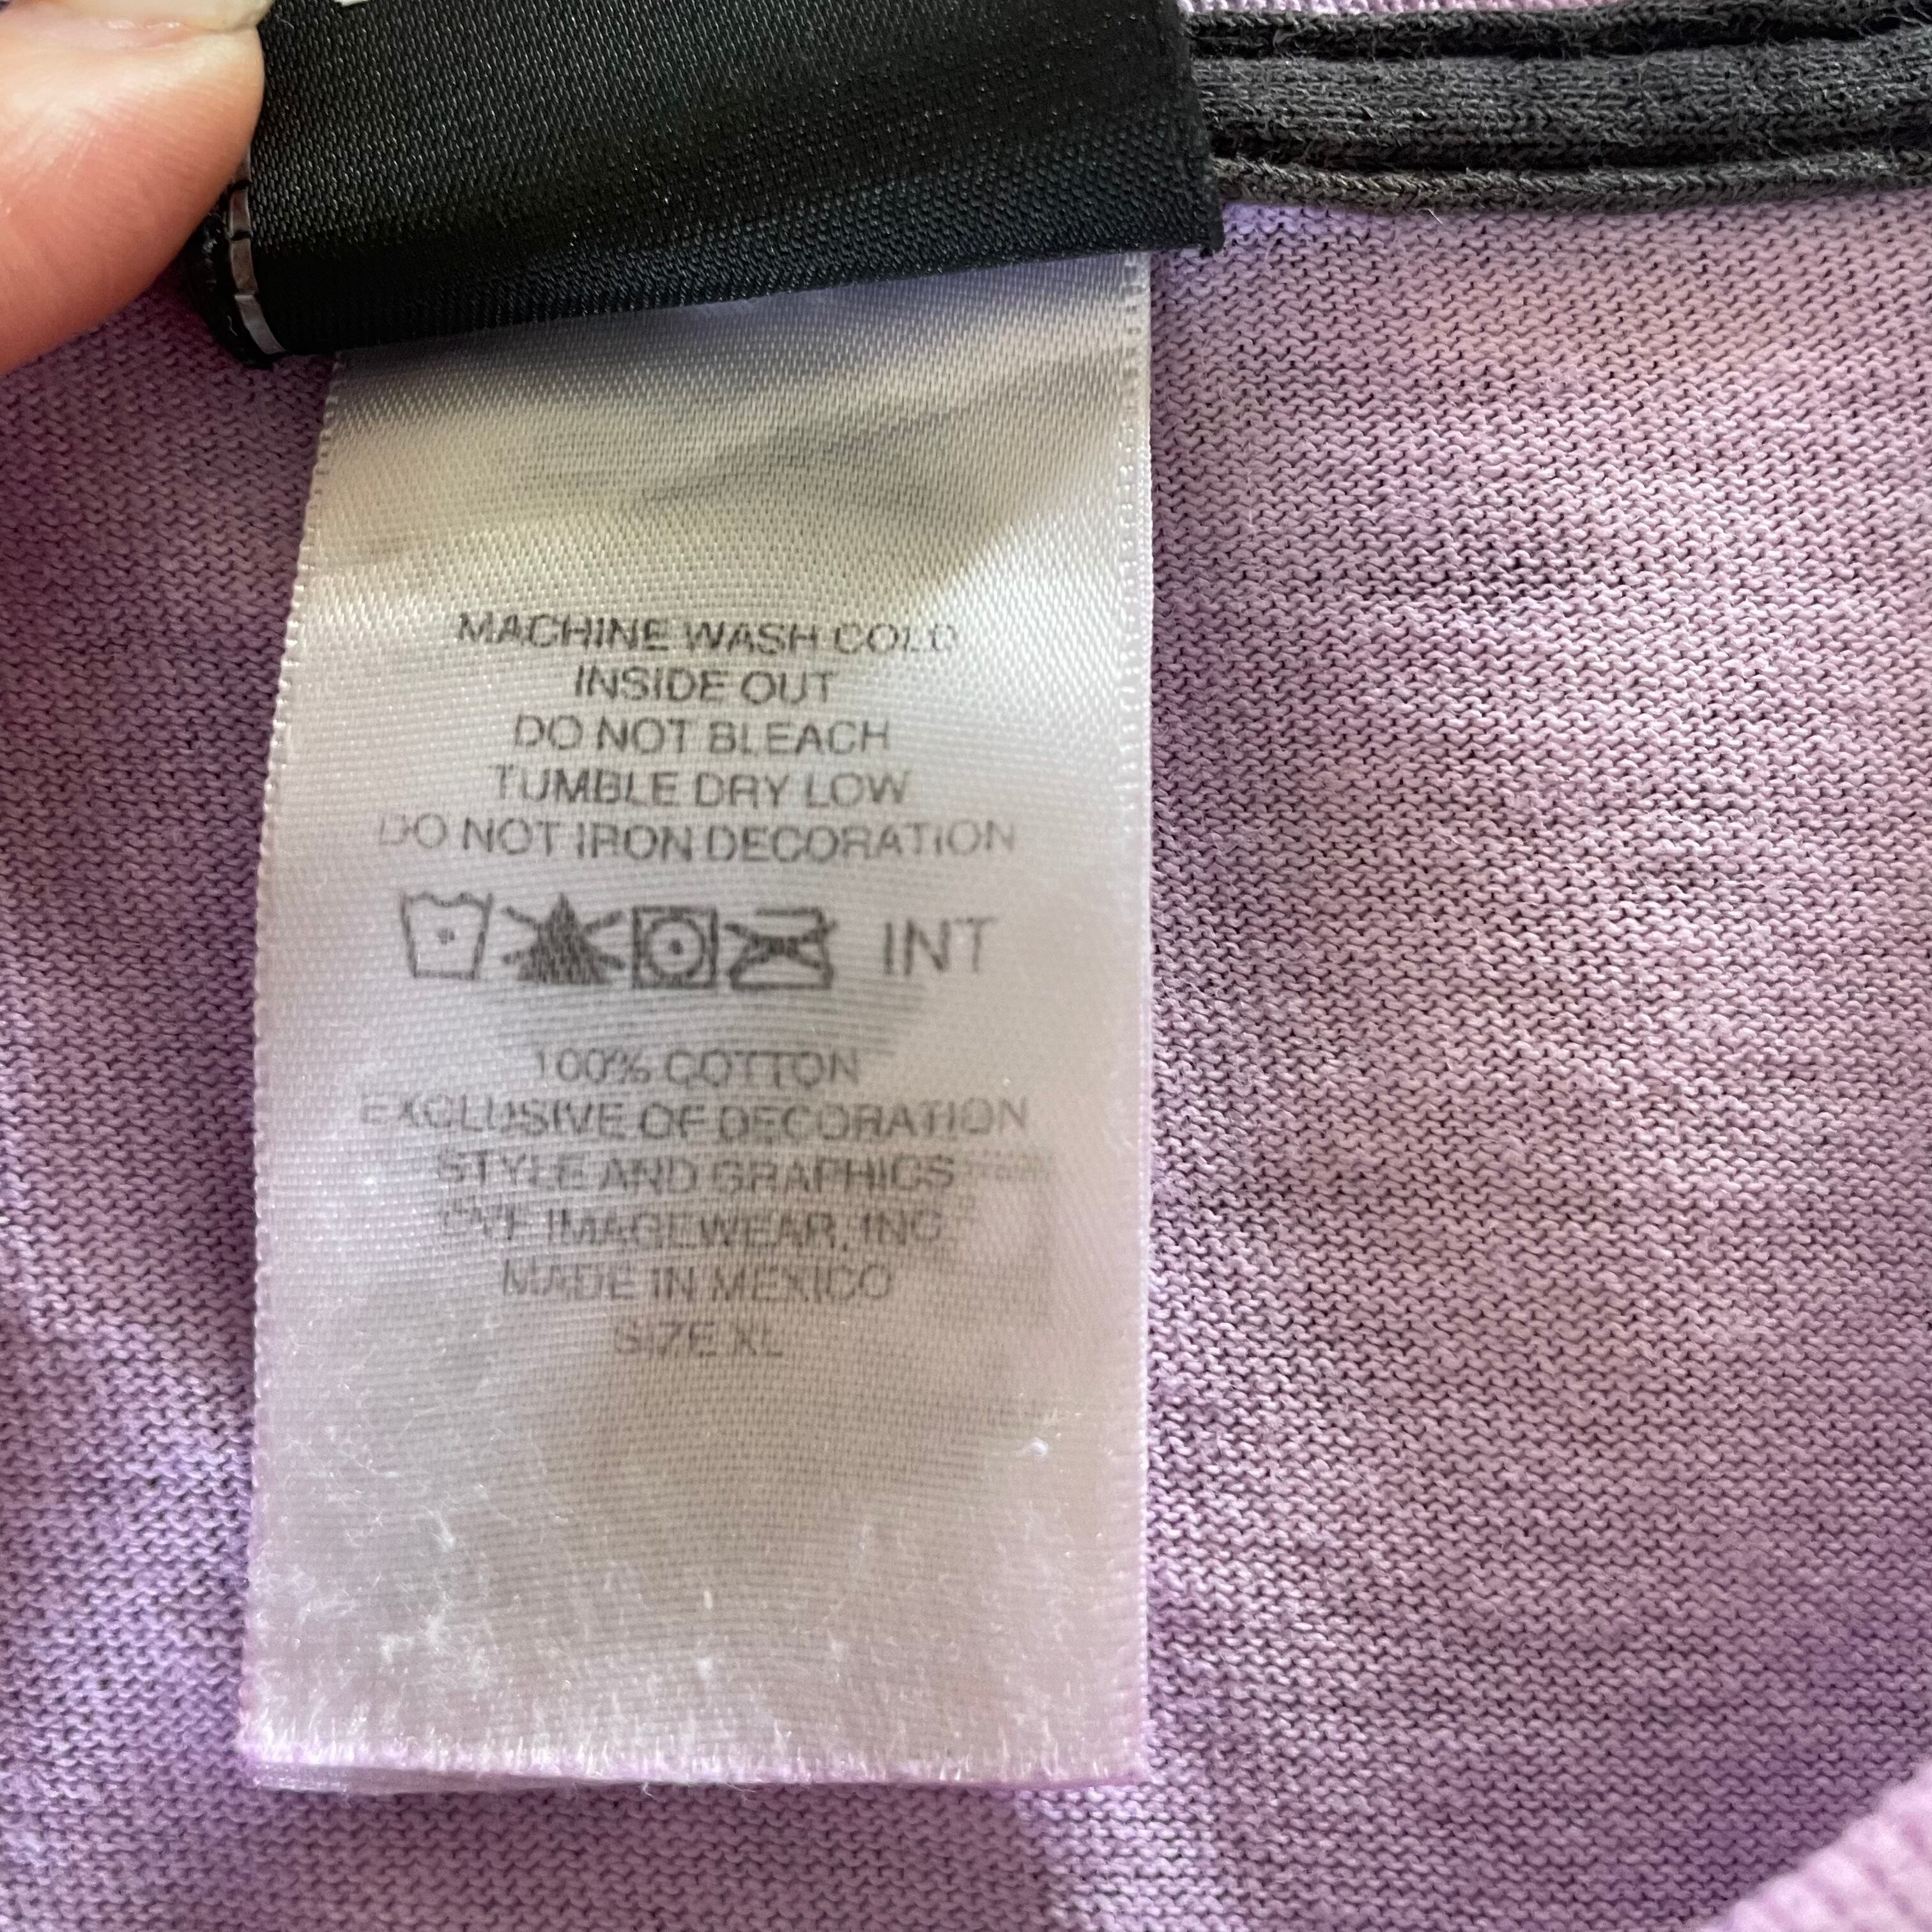 MACHINE WASH COLD
INSIDE OUT
DO NOT BLEACH
TUMBLE DRY LOW
DO NOT IRON DECORATION
INT
100% COTTON
EXCLUSIVE OF DECORATION
STYLE AND GRAPHICS
IMAGEWEAR, INC
MADE IN MEXICO
SIZE XL